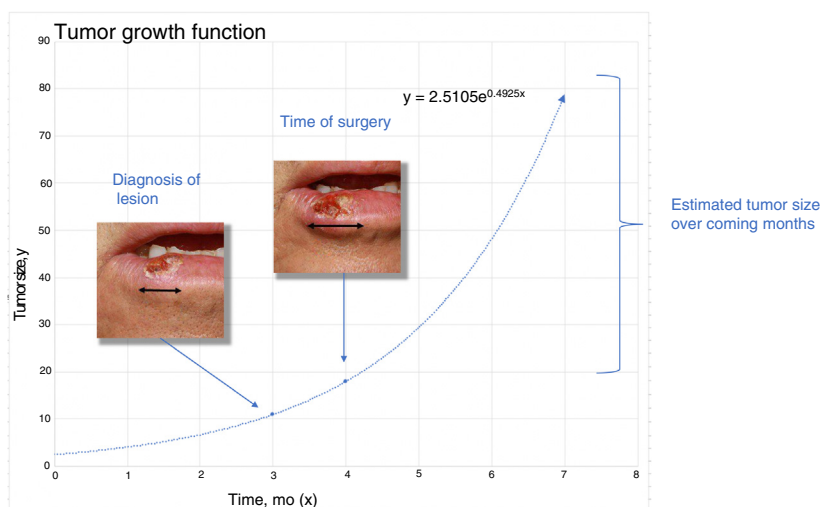 Tumor growth function
90
80
70
60
50
40
30
20
10
0
Tumor size, y
y = 2.5105e^0.4925x
Time of surgery
Diagnosis of
lesion
Estimated tumor size
over coming months
0 1 2 3 4 5 6 7 8
Time, mo (x)